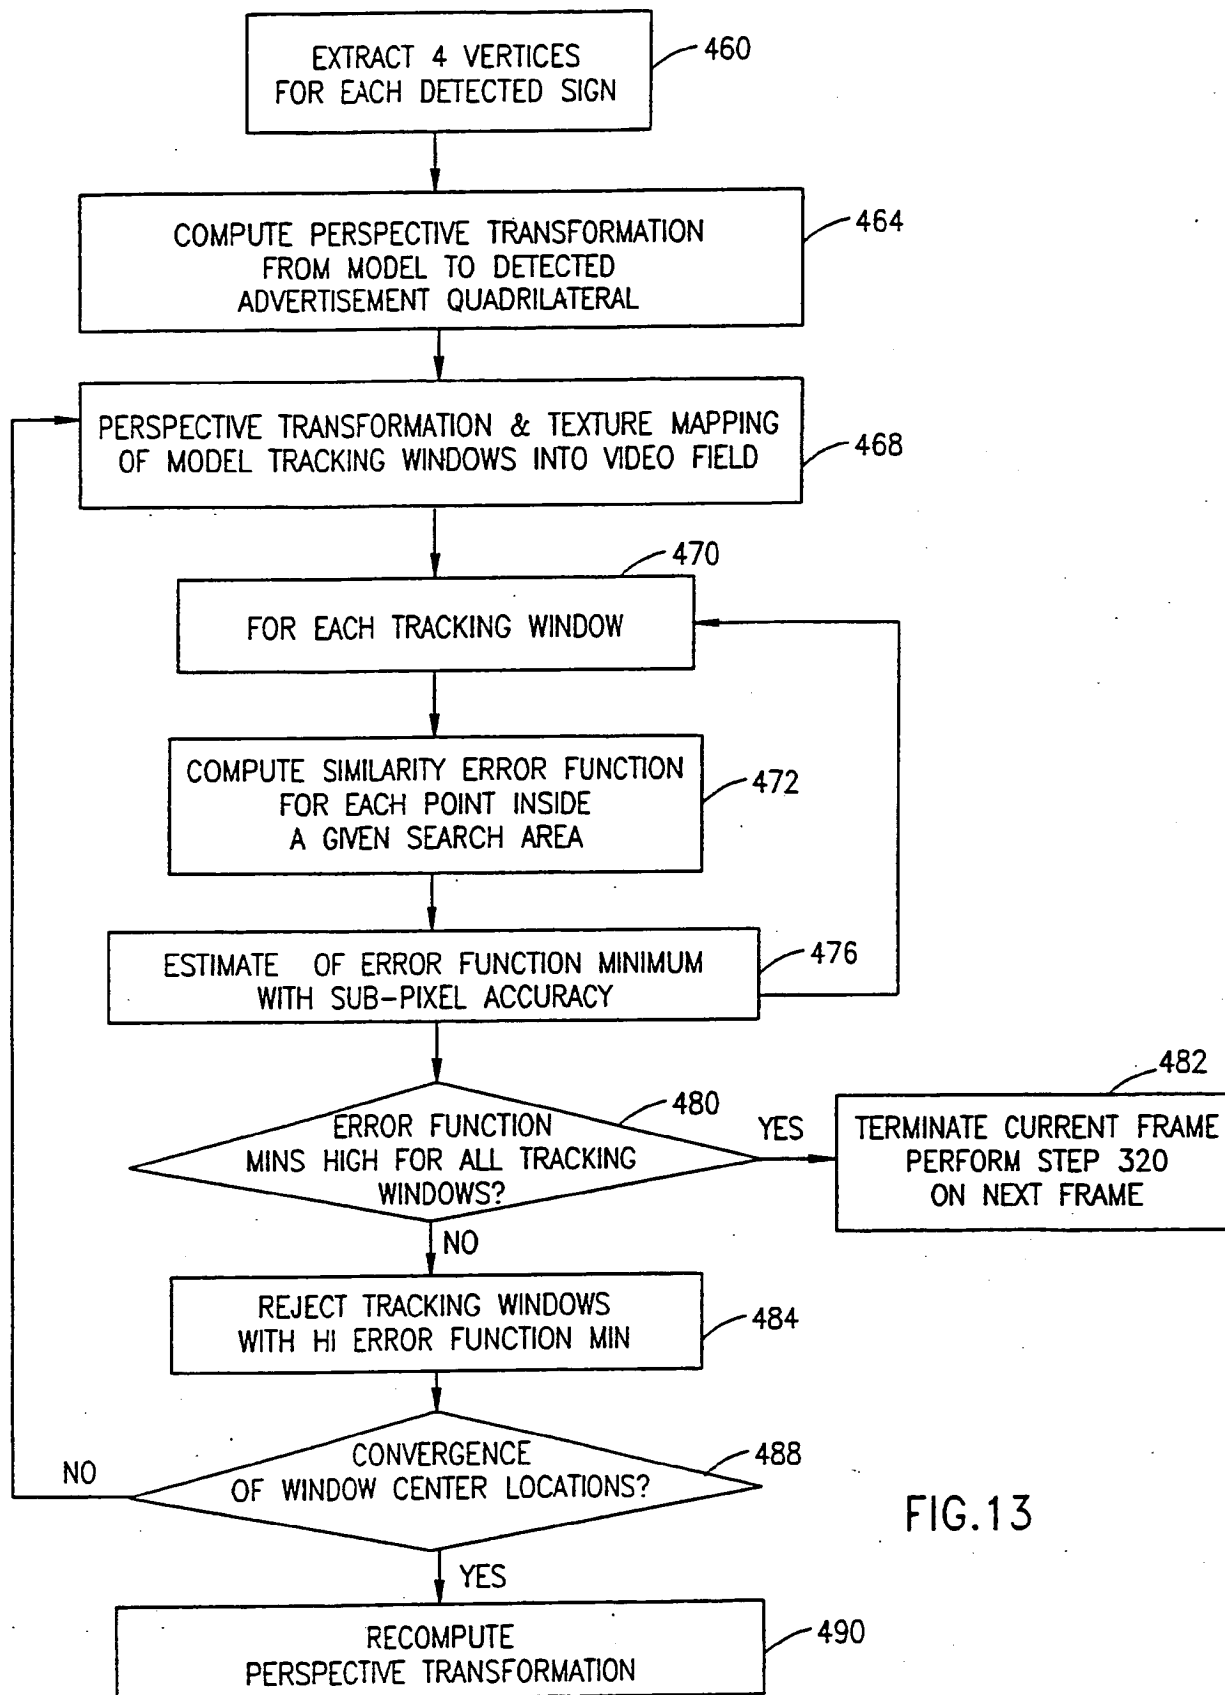 EXTRACT 4 VERTICES
FOR EACH DETECTED SIGN
460
COMPUTE PERSPECTIVE TRANSFORMATION
FROM MODEL TO DETECTED
ADVERTISEMENT QUADRILATERAL
464
PERSPECTIVE TRANSFORMATION & TEXTURE MAPPING
OF MODEL TRACKING WINDOWS INTO VIDEO FIELD
468
470
FOR EACH TRACKING WINDOW
COMPUTE SIMILARITY ERROR FUNCTION
FOR EACH POINT INSIDE
A GIVEN SEARCH AREA
472
ESTIMATE OF ERROR FUNCTION MINIMUM
WITH SUB-PIXEL ACCURACY
476
480
ERROR FUNCTION
MINS HIGH FOR ALL TRACKING
WINDOWS?
YES
482
TERMINATE CURRENT FRAME
PERFORM STEP 320
ON NEXT FRAME
NO
REJECT TRACKING WINDOWS
WITH HI ERROR FUNCTION MIN
484
CONVERGENCE
OF WINDOW CENTER LOCATIONS?
488
NO
YES
RECOMPUTE
PERSPECTIVE TRANSFORMATION
490
FIG.13